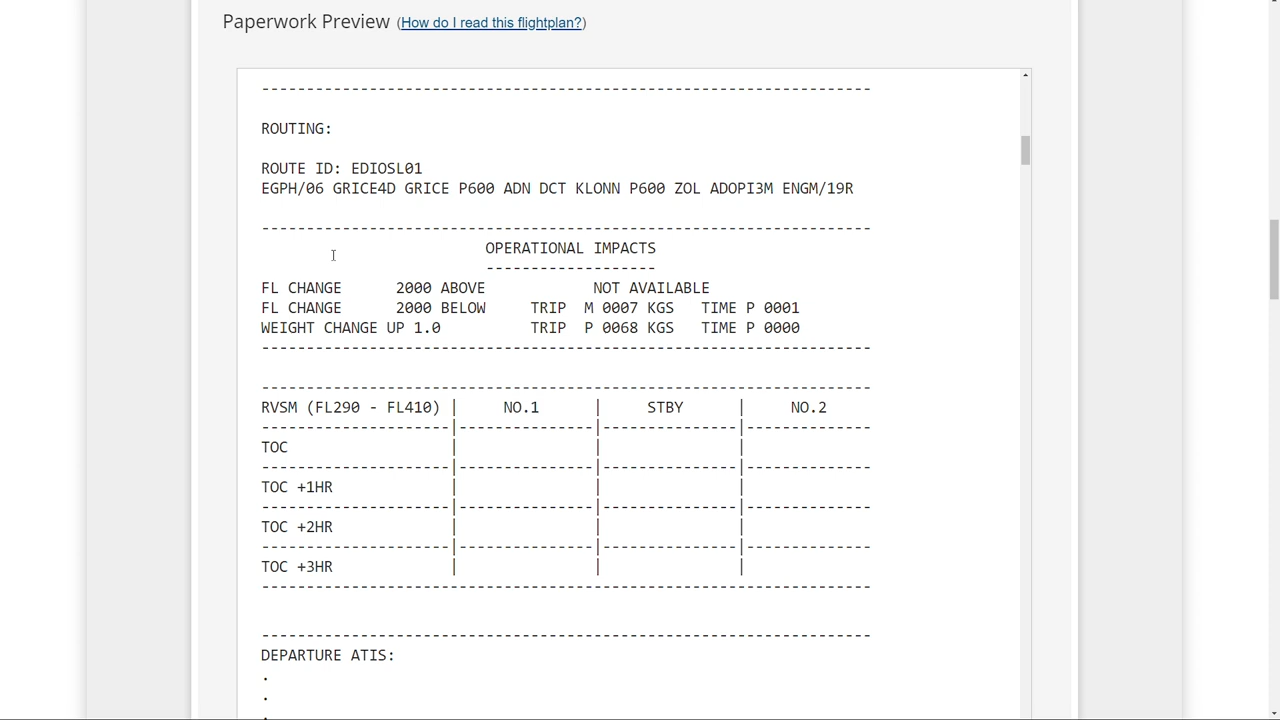 Paperwork Preview (How do I read this flightplan?)
--------------------------------------------------------------------
ROUTING:
ROUTE ID: EDIOSL01
EGPH/06 GRICE4D GRICE P600 ADN DCT KLONN P600 ZOL ADOPI3M ENGM/19R
--------------------------------------------------------------------
OPERATIONAL IMPACTS
-------------------
FL CHANGE      2000 ABOVE            NOT AVAILABLE
FL CHANGE      2000 BELOW     TRIP  M 0007 KGS   TIME P 0001
WEIGHT CHANGE UP 1.0          TRIP  P 0068 KGS   TIME P 0000
--------------------------------------------------------------------
--------------------------------------------------------------------
RVSM (FL290 - FL410) |     NO.1      |     STBY      |     NO.2
---------------------|---------------|---------------|--------------
TOC                  |               |               |
---------------------|---------------|---------------|--------------
TOC +1HR             |               |               |
---------------------|---------------|---------------|--------------
TOC +2HR             |               |               |
---------------------|---------------|---------------|--------------
TOC +3HR             |               |               |
--------------------------------------------------------------------
--------------------------------------------------------------------
DEPARTURE ATIS:
.
.
.